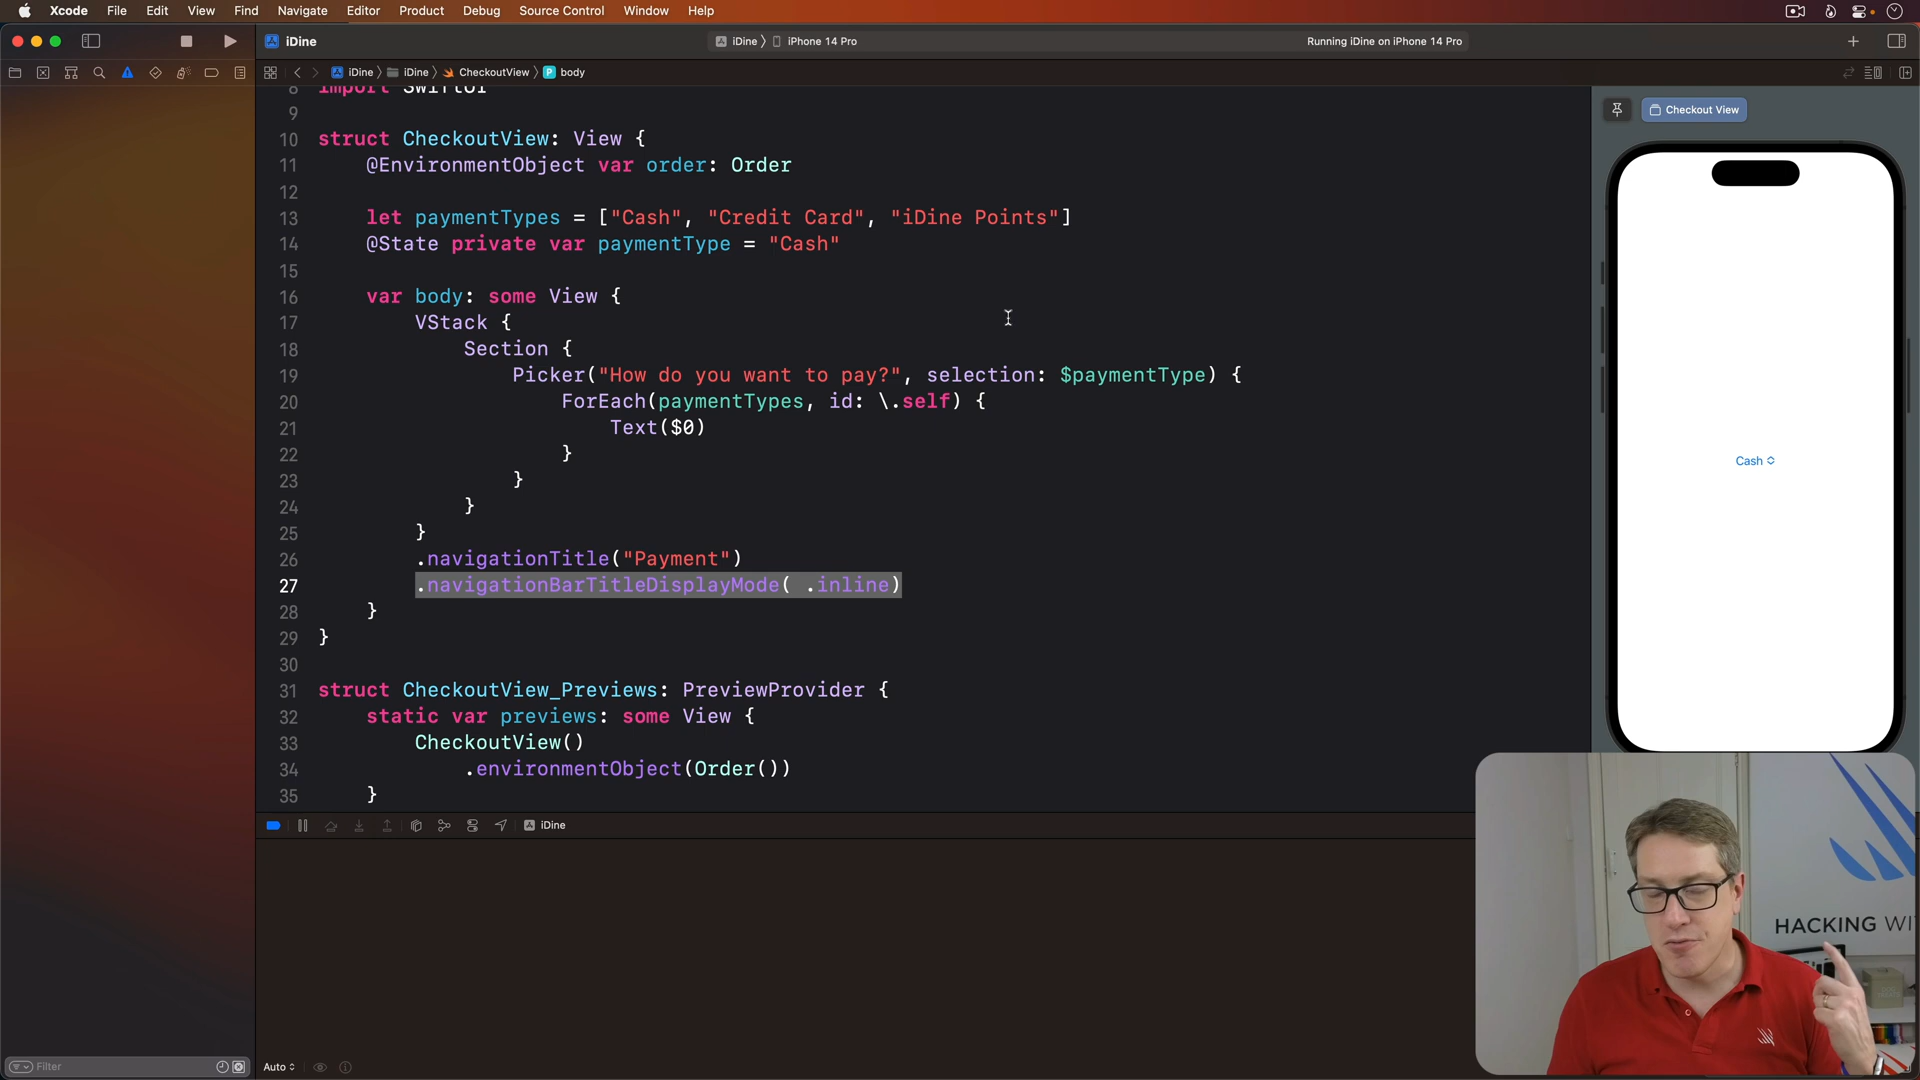 Xcode File Edit View Find Navigate Editor Product Debug Source Control Window Help
iDine
iDine iPhone 14 Pro
Running iDine on iPhone 14 Pro
iDine iDine CheckoutView body
8 import SwiftUI
9
10 struct CheckoutView: View {
11 @EnvironmentObject var order: Order
12
13 let paymentTypes = ["Cash", "Credit Card", "iDine Points"]
14 @State private var paymentType = "Cash"
15
16 var body: some View {
17 VStack {
18 Section {
19 Picker("How do you want to pay?", selection: $paymentType) {
20 ForEach(paymentTypes, id: \.self) {
21 Text($0)
22 }
23 }
24 }
25 }
26 .navigationTitle("Payment")
27 .navigationBarTitleDisplayMode( .inline)
28 }
29 }
30
31 struct CheckoutView_Previews: PreviewProvider {
32 static var previews: some View {
33 CheckoutView()
34 .environmentObject(Order())
35 }
Checkout View
Cash
iDine
HACKING WI
Filter
Auto